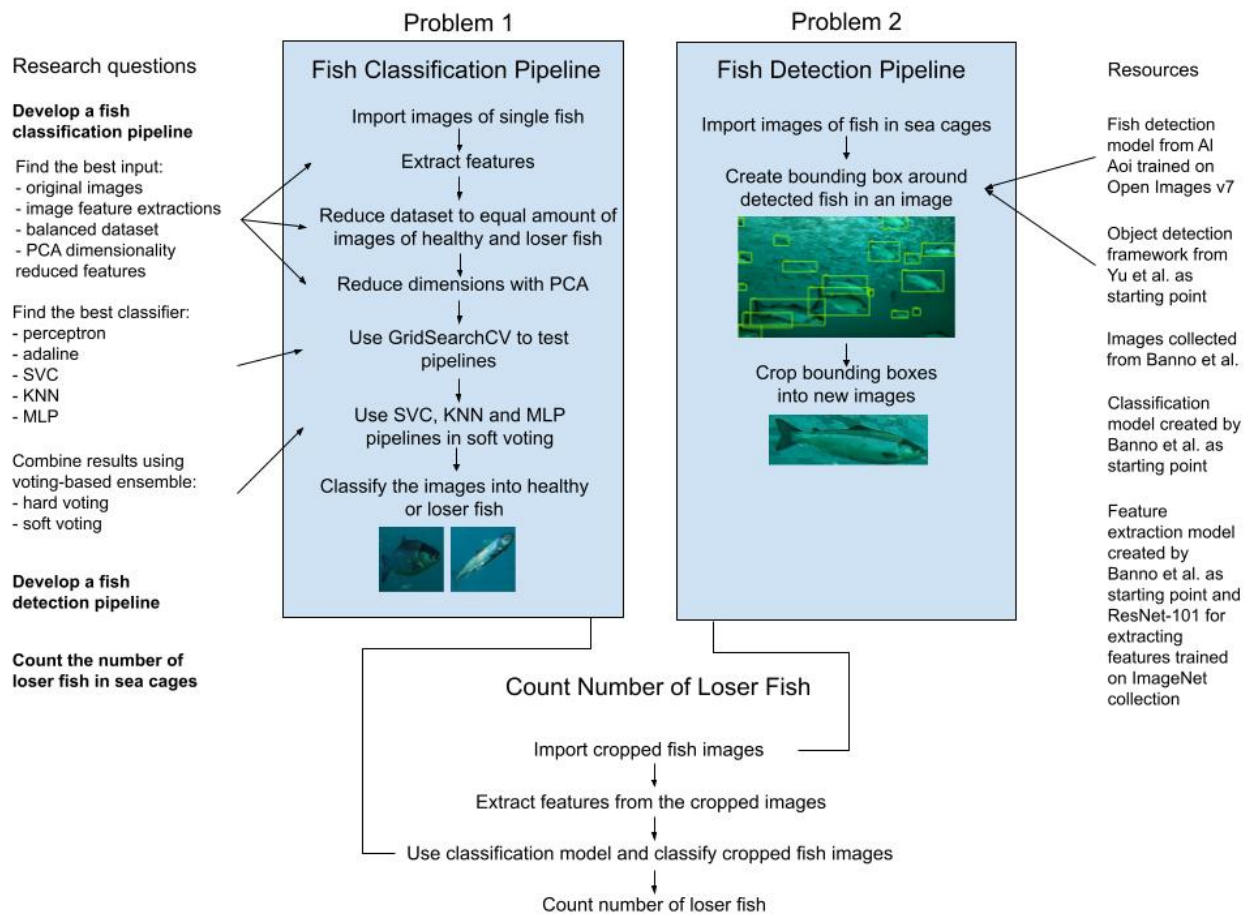 Problem 1
Problem 2
Research questions
Develop a fish
classification pipeline
Find the best input:
- original images
- image feature extractions
- balanced dataset
- PCA dimensionality
reduced features
Find the best classifier:
- perceptron
- adaline
- SVC
- KNN
- MLP
Combine results using
voting-based ensemble:
- hard voting
- soft voting
Develop a fish
detection pipeline
Count the number of
loser fish in sea cages
Fish Classification Pipeline
Import images of single fish
Extract features
Reduce dataset to equal amount of
images of healthy and loser fish
Reduce dimensions with PCA
Use GridSearchCV to test
pipelines
Use SVC, KNN and MLP
pipelines in soft voting
Classify the images into healthy
or loser fish
Fish Detection Pipeline
Import images of fish in sea cages
Create bounding box around
detected fish in an image
Crop bounding boxes
into new images
Resources
Fish detection
model from AI
Aoi trained on
Open Images v7
Object detection
framework from
Yu et al. as
starting point
Images collected
from Banno et al.
Classification
model created by
Banno et al. as
starting point
Feature
extraction model
created by
Banno et al. as
starting point and
ResNet-101 for
extracting
features trained
on ImageNet
collection
Count Number of Loser Fish
Import cropped fish images
Extract features from the cropped images
Use classification model and classify cropped fish images
Count number of loser fish